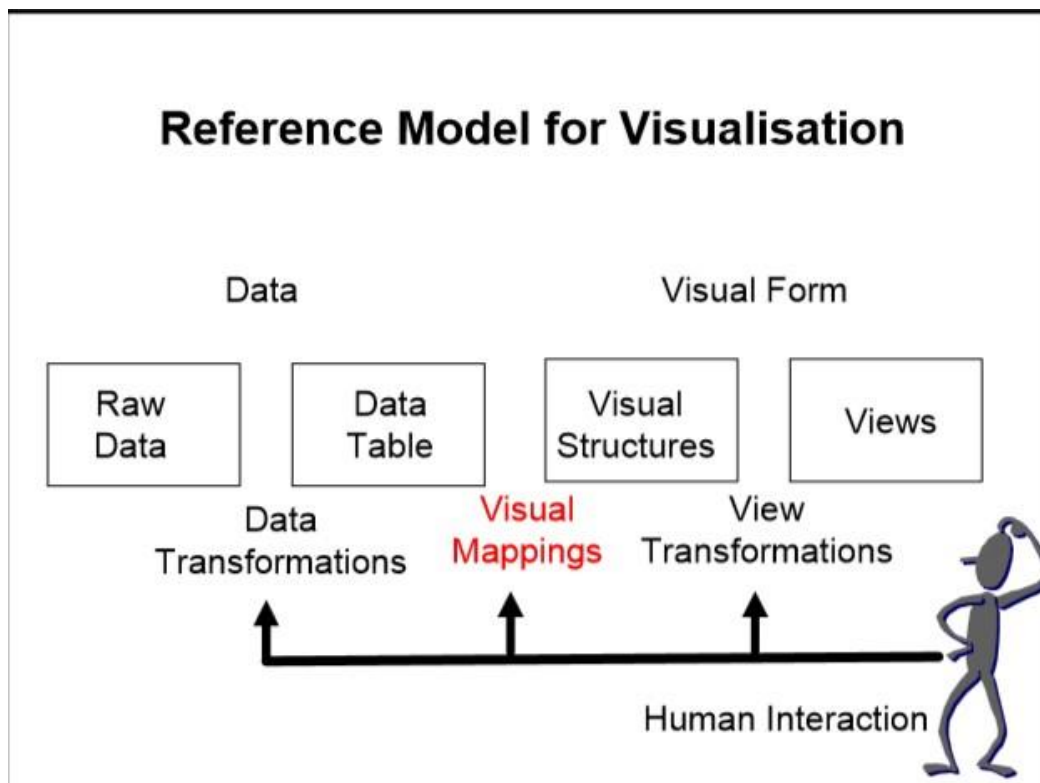 Reference Model for Visualisation
Data
Visual Form
Raw
Data
Data
Table
Visual
Structures
Views
Data
Transformations
Visual
Mappings
View
Transformations
Human Interaction